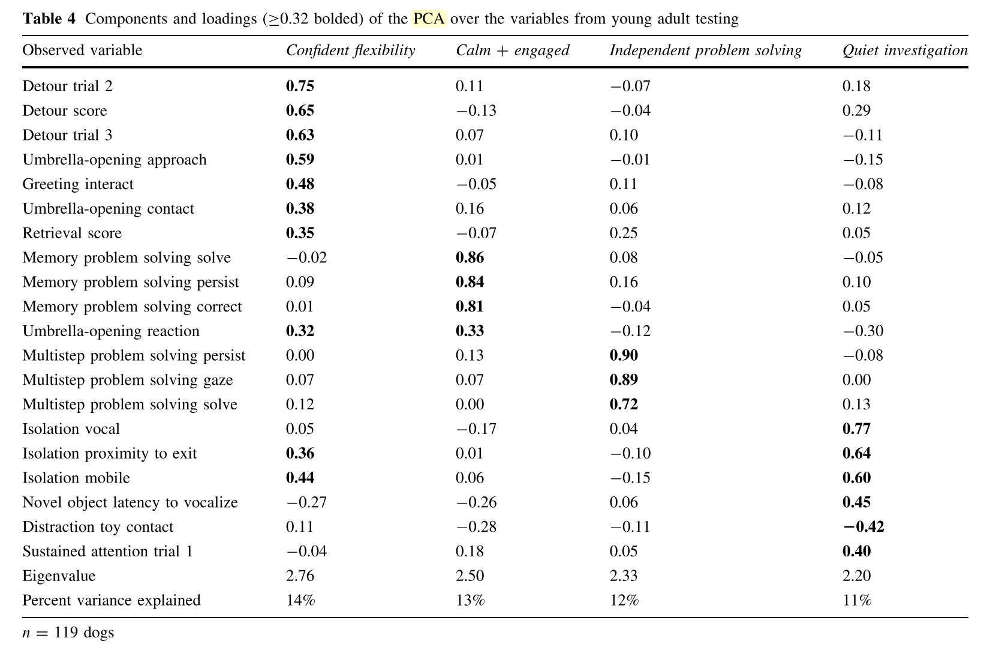 Table 4 Components and loadings (≥0.32 bolded) of the PCA over the variables from young adult testing
Observed variable Confident flexibility Calm + engaged Independent problem solving Quiet investigation
Detour trial 2 0.75 0.11 −0.07 0.18
Detour score 0.65 −0.13 −0.04 0.29
Detour trial 3 0.63 0.07 0.10 −0.11
Umbrella-opening approach 0.59 0.01 −0.01 −0.15
Greeting interact 0.48 −0.05 0.11 −0.08
Umbrella-opening contact 0.38 0.16 0.06 0.12
Retrieval score 0.35 −0.07 0.25 0.05
Memory problem solving solve −0.02 0.86 0.08 −0.05
Memory problem solving persist 0.09 0.84 0.16 0.10
Memory problem solving correct 0.01 0.81 −0.04 0.05
Umbrella-opening reaction 0.32 0.33 −0.12 −0.30
Multistep problem solving persist 0.00 0.13 0.90 −0.08
Multistep problem solving gaze 0.07 0.07 0.89 0.00
Multistep problem solving solve 0.12 0.00 0.72 0.13
Isolation vocal 0.05 −0.17 0.04 0.77
Isolation proximity to exit 0.36 0.01 −0.10 0.64
Isolation mobile 0.44 0.06 −0.15 0.60
Novel object latency to vocalize −0.27 −0.26 0.06 0.45
Distraction toy contact 0.11 −0.28 −0.11 −0.42
Sustained attention trial 1 −0.04 0.18 0.05 0.40
Eigenvalue 2.76 2.50 2.33 2.20
Percent variance explained 14% 13% 12% 11%
n = 119 dogs